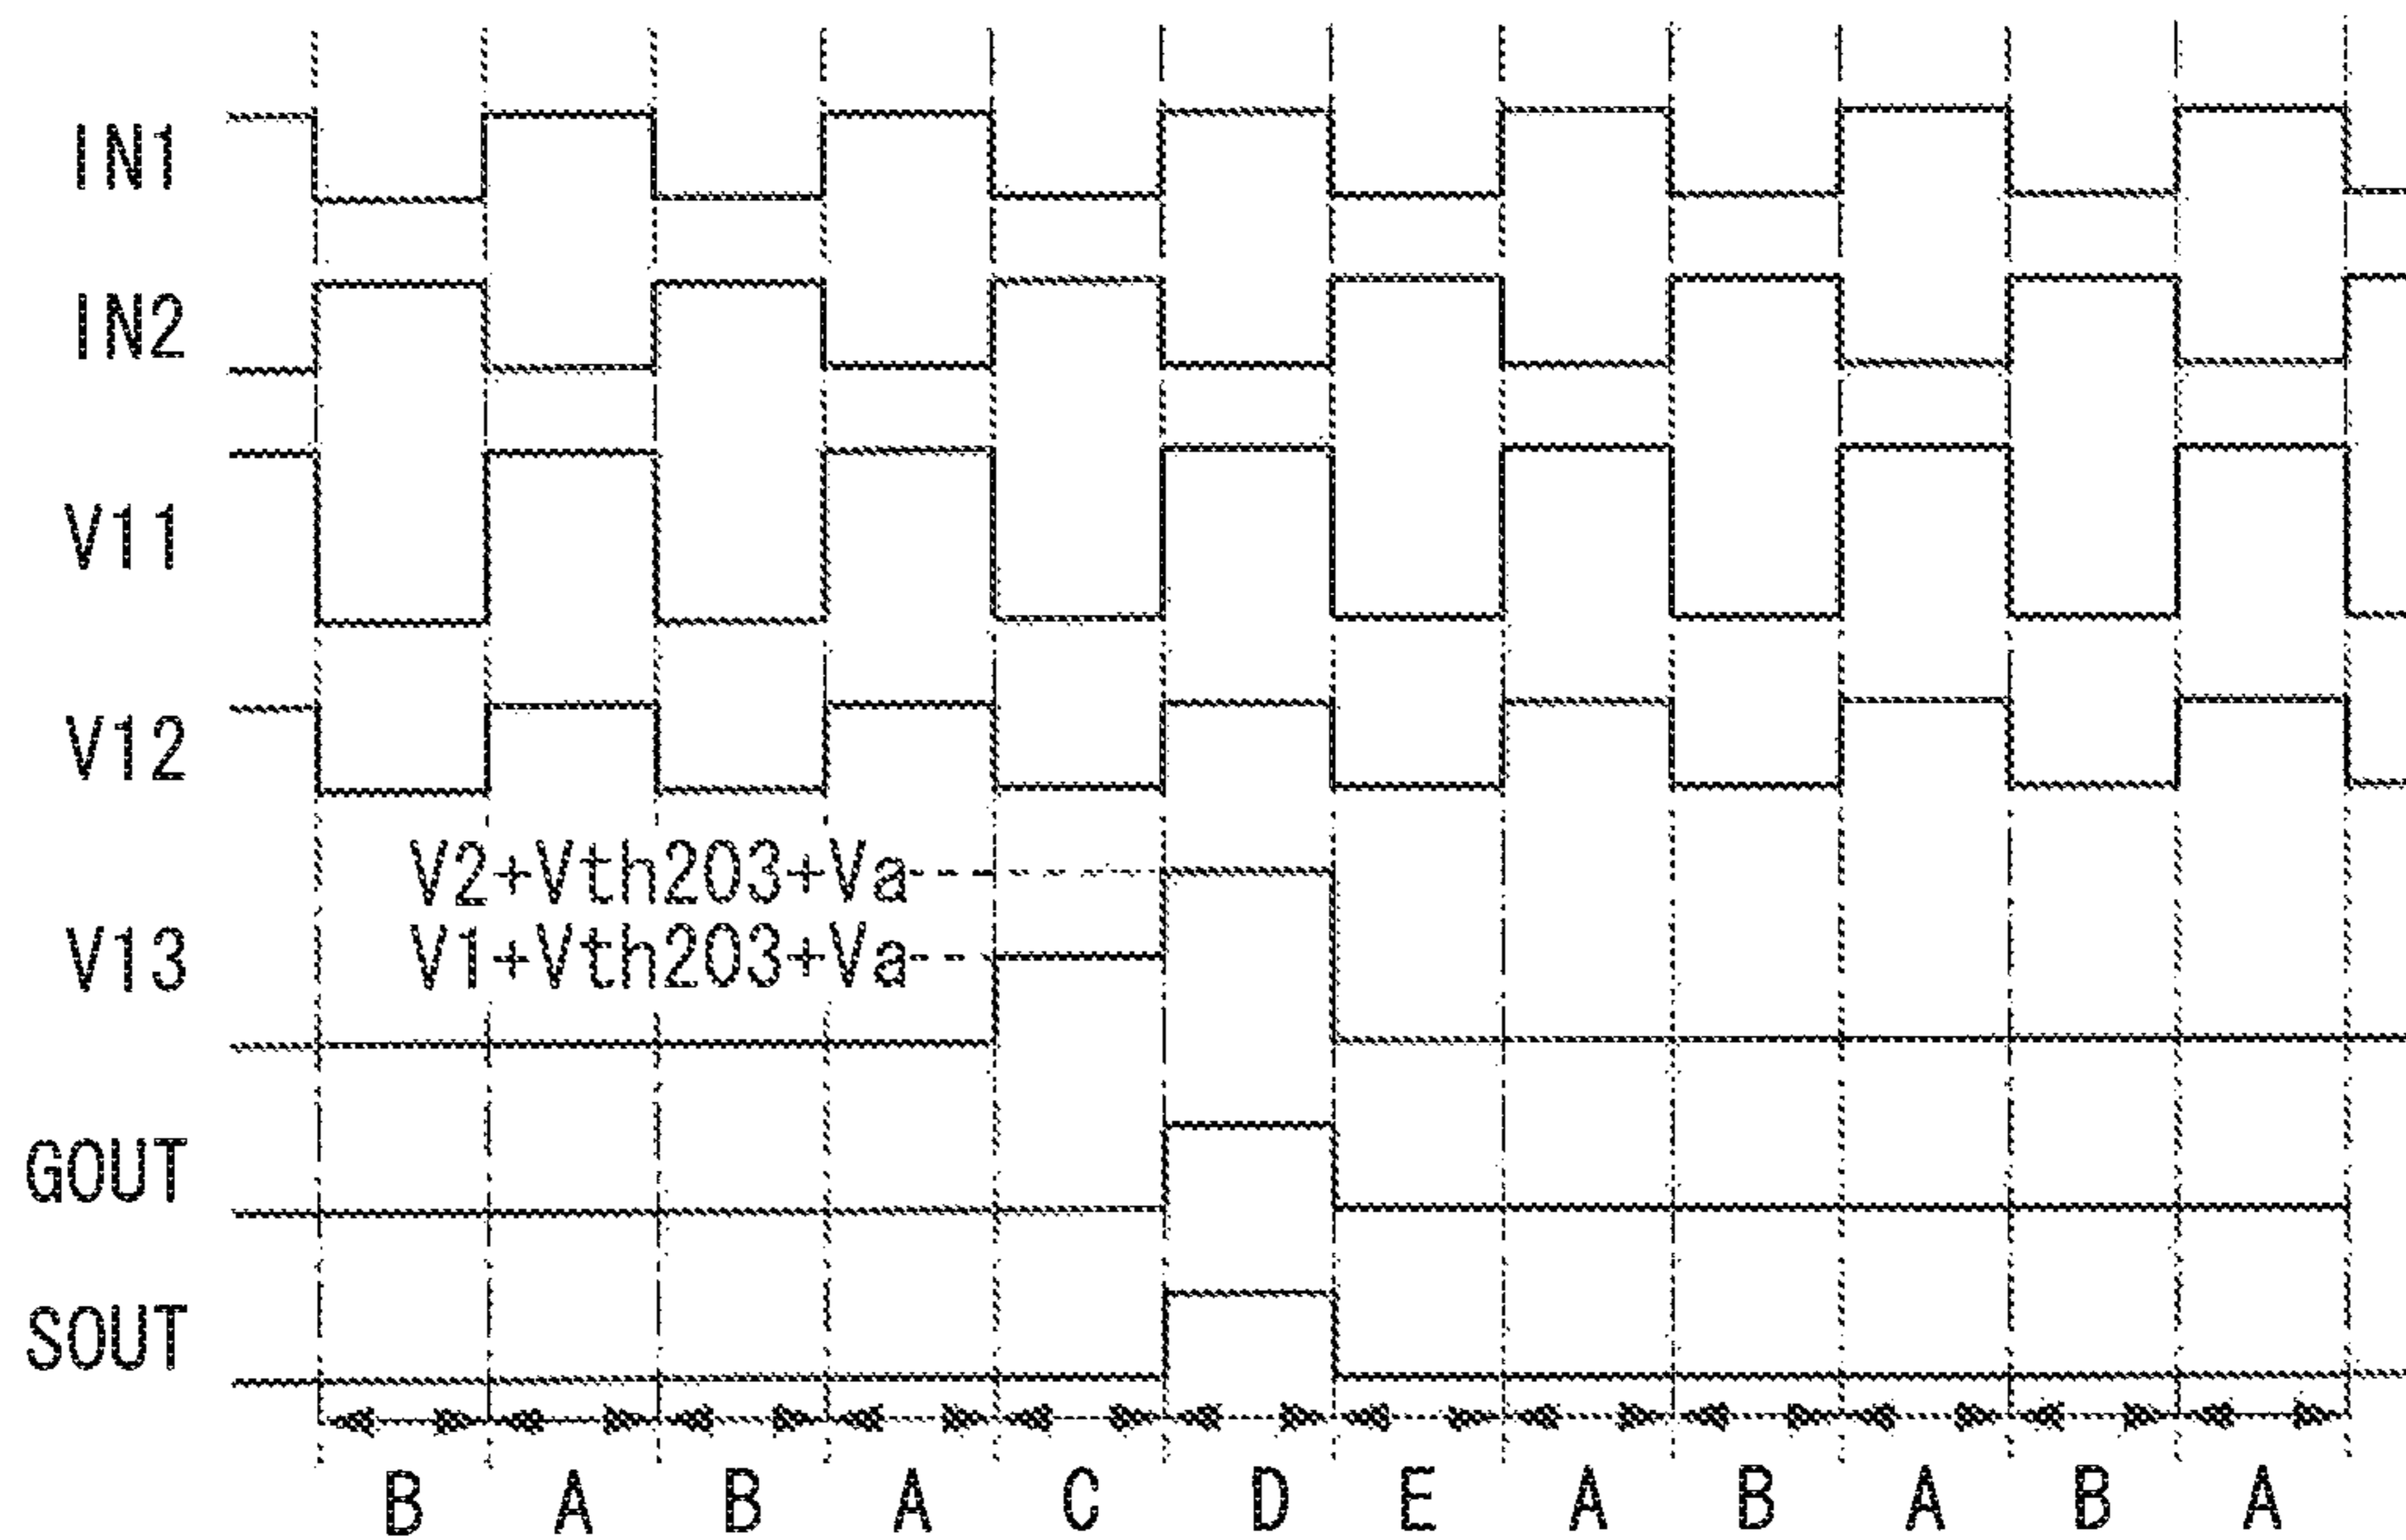 IN1
IN2
V11
V12
V2+Vth203+Va
V13
V1+Vth203+Va
GOUT
SOUT
B A B A C D E A B A B A